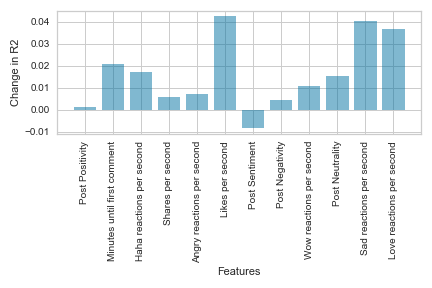 Change in R2
0.04
0.03
0.02
0.01
0.00
−0.01
Post Positivity
Minutes until first comment
Haha reactions per second
Shares per second
Angry reactions per second
Likes per second
Post Sentiment
Post Negativity
Wow reactions per second
Post Neutrality
Sad reactions per second
Love reactions per second
Features